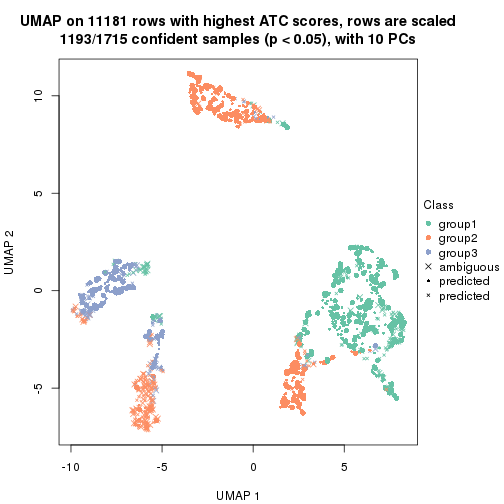 UMAP on 11181 rows with highest ATC scores, rows are scaled
1193/1715 confident samples (p < 0.05), with 10 PCs
UMAP 2
10
5
0
-5
-10
-5
0
5
UMAP 1
Class
group1
group2
group3
ambiguous
predicted
predicted